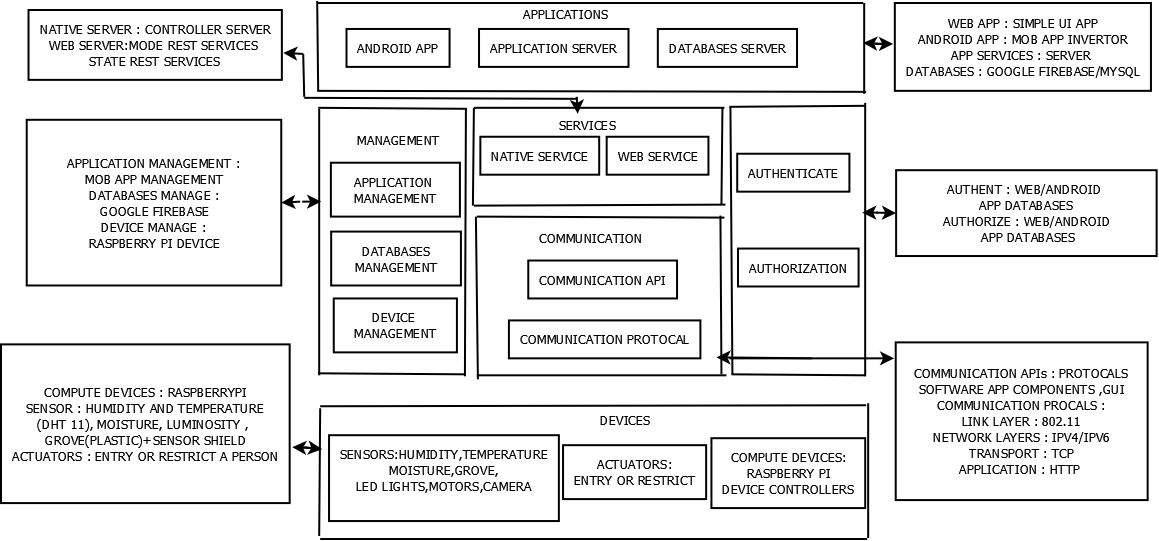 NATIVE SERVER : CONTROLLER SERVER
WEB SERVER:MODE REST SERVICES
STATE REST SERVICES
APPLICATIONS
ANDROID APP
APPLICATION SERVER
DATABASES SERVER
WEB APP : SIMPLE UI APP
ANDROID APP : MOB APP INVERTOR
APP SERVICES : SERVER
DATABASES : GOOGLE FIREBASE/MYSQL
APPLICATION MANAGEMENT :
MOB APP MANAGEMENT
DATABASES MANAGE :
GOOGLE FIREBASE
DEVICE MANAGE :
RASPBERRY PI DEVICE
MANAGEMENT
APPLICATION
MANAGEMENT
DATABASES
MANAGEMENT
DEVICE
MANAGEMENT
SERVICES
NATIVE SERVICE
WEB SERVICE
COMMUNICATION
COMMUNICATION API
COMMUNICATION PROTOCAL
AUTHENTICATE
AUTHORIZATION
AUTHENT : WEB/ANDROID
APP DATABASES
AUTHORIZE : WEB/ANDROID
APP DATABASES
COMPUTE DEVICES : RASPBERRYPI
SENSOR : HUMIDITY AND TEMPERATURE
(DHT 11), MOISTURE, LUMINOSITY ,
GROVE(PLASTIC)+SENSOR SHIELD
ACTUATORS : ENTRY OR RESTRICT A PERSON
DEVICES
SENSORS:HUMIDITY,TEMPERATURE
MOISTURE,GROVE,
LED LIGHTS,MOTORS,CAMERA
ACTUATORS:
ENTRY OR RESTRICT
COMPUTE DEVICES:
RASPBERRY PI
DEVICE CONTROLLERS
COMMUNICATION APIs : PROTOCALS
SOFTWARE APP COMPONENTS ,GUI
COMMUNICATION PROCALS :
LINK LAYER : 802.11
NETWORK LAYERS : IPV4/IPV6
TRANSPORT : TCP
APPLICATION : HTTP